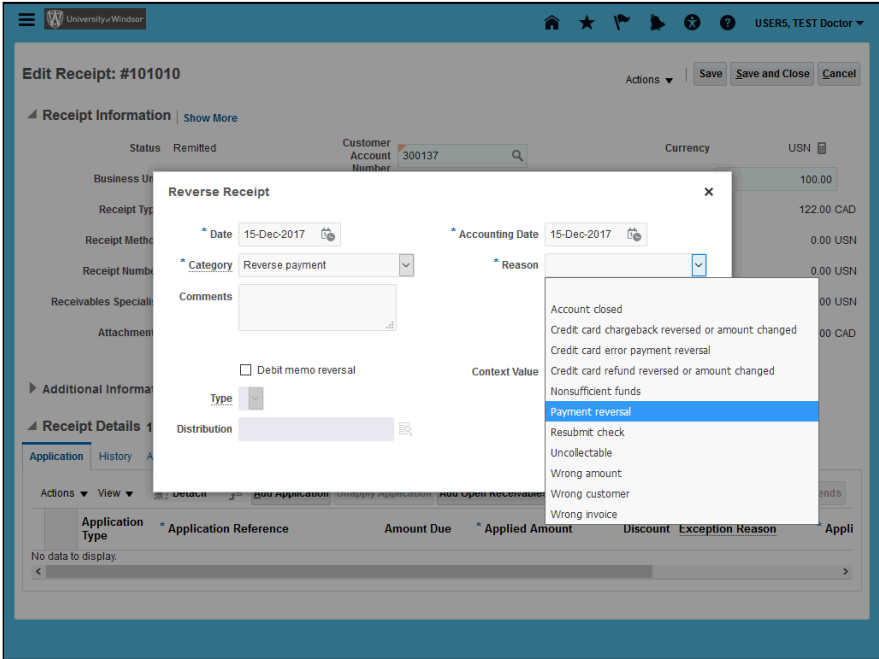 University of Windsor
USER5, TEST Doctor
Edit Receipt: #101010
Actions
Save
Save and Close
Cancel
Receipt Information
Show More
Status Remitted
Customer Account Number 300137
Currency USN
Business Un
100.00
Receipt Typ
122.00 CAD
Receipt Metho
0.00 USN
Receipt Numbe
0.00 USN
Receivables Specialis
00 USN
Attachment
00 CAD
Reverse Receipt
* Date 15-Dec-2017
* Accounting Date 15-Dec-2017
* Category Reverse payment
* Reason
Comments
Account closed
Credit card chargeback reversed or amount changed
Credit card error payment reversal
Credit card refund reversed or amount changed
Nonsufficient funds
Payment reversal
Resubmit check
Uncollectable
Wrong amount
Wrong customer
Wrong invoice
Debit memo reversal
Context Value
Type
Distribution
Additional Informa
Receipt Details 1
Application History A
Actions View Detach Add Application Unapply Application Add Open Receivables ends
Application Type * Application Reference Amount Due * Applied Amount Discount Exception Reason * Appli
No data to display.